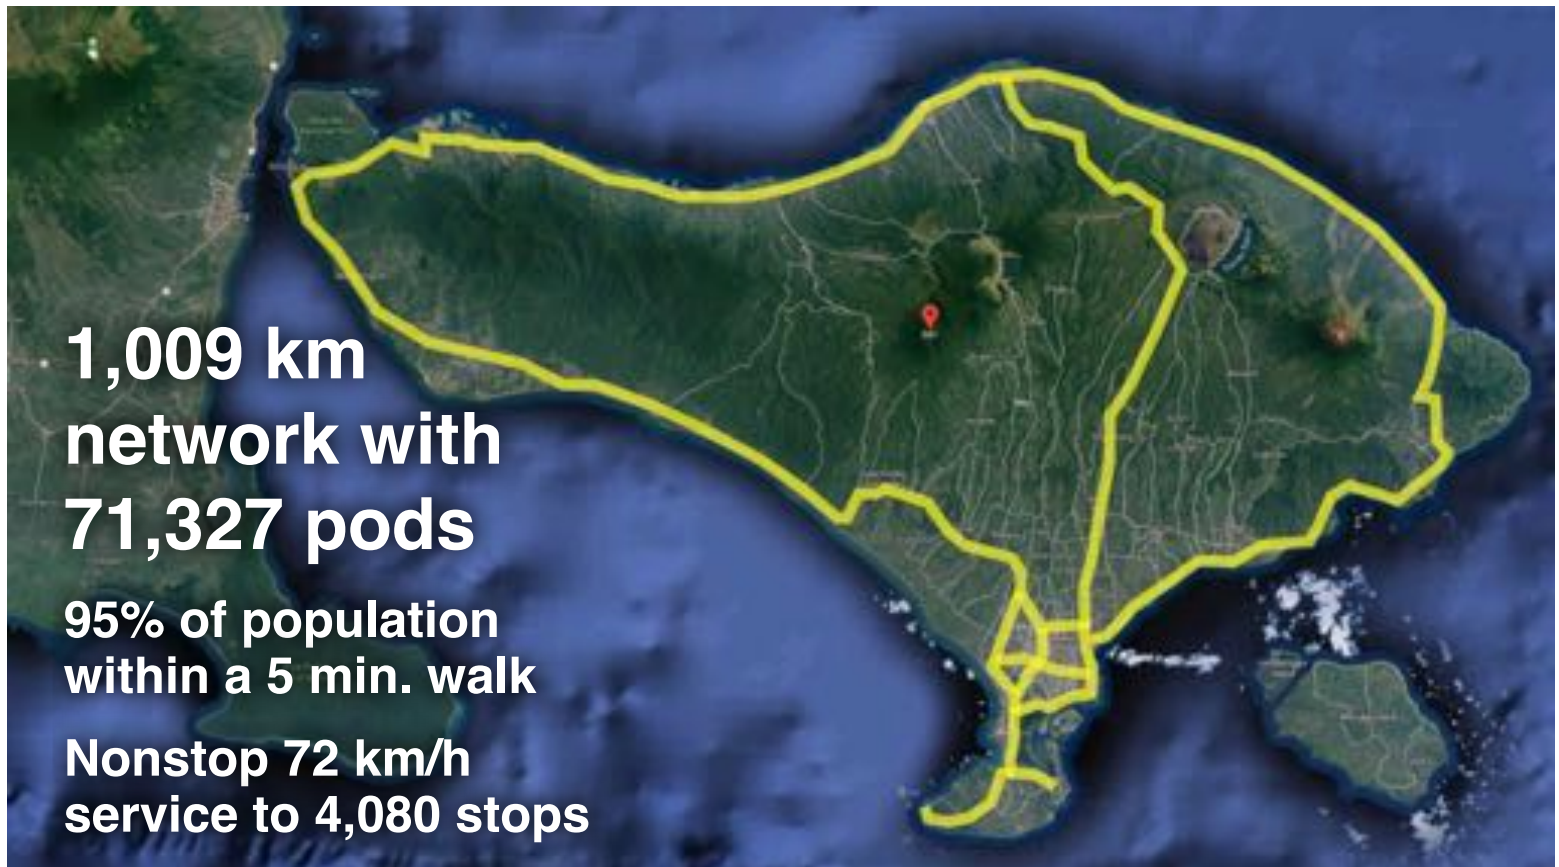 1,009 km
network with
71,327 pods
95% of population
within a 5 min. walk
Nonstop 72 km/h
service to 4,080 stops